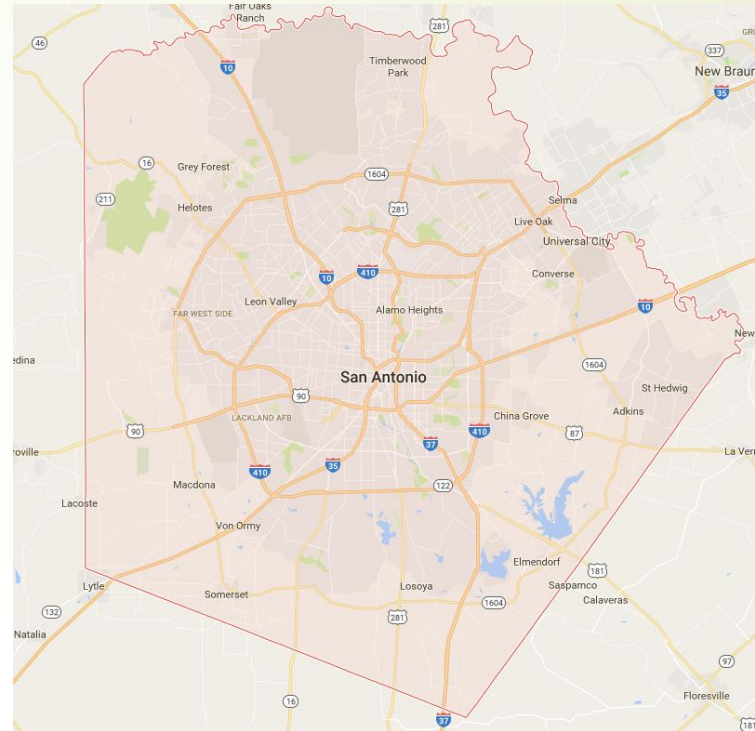 Fair Oaks
Ranch
281
46
337
GRU
Timberwood
Park
10
New Braun
35
16
Grey Forest
1604
211
Helotes
281
Selma
Live Oak
Universal City
10
410
Converse
Leon Valley
Alamo Heights
10
FAR WEST SIDE
New
edina
San Antonio
1604
St Hedwig
90
Adkins
LACKLAND AFB
China Grove
90
410
87
37
roville
La Verr
35
410
Macdona
122
Lacoste
Von Ormy
Elmendorf
181
Lytle
Saspamco
Somerset
Losoya
1604
Calaveras
132
281
Natalia
97
Floresville
16
37
181